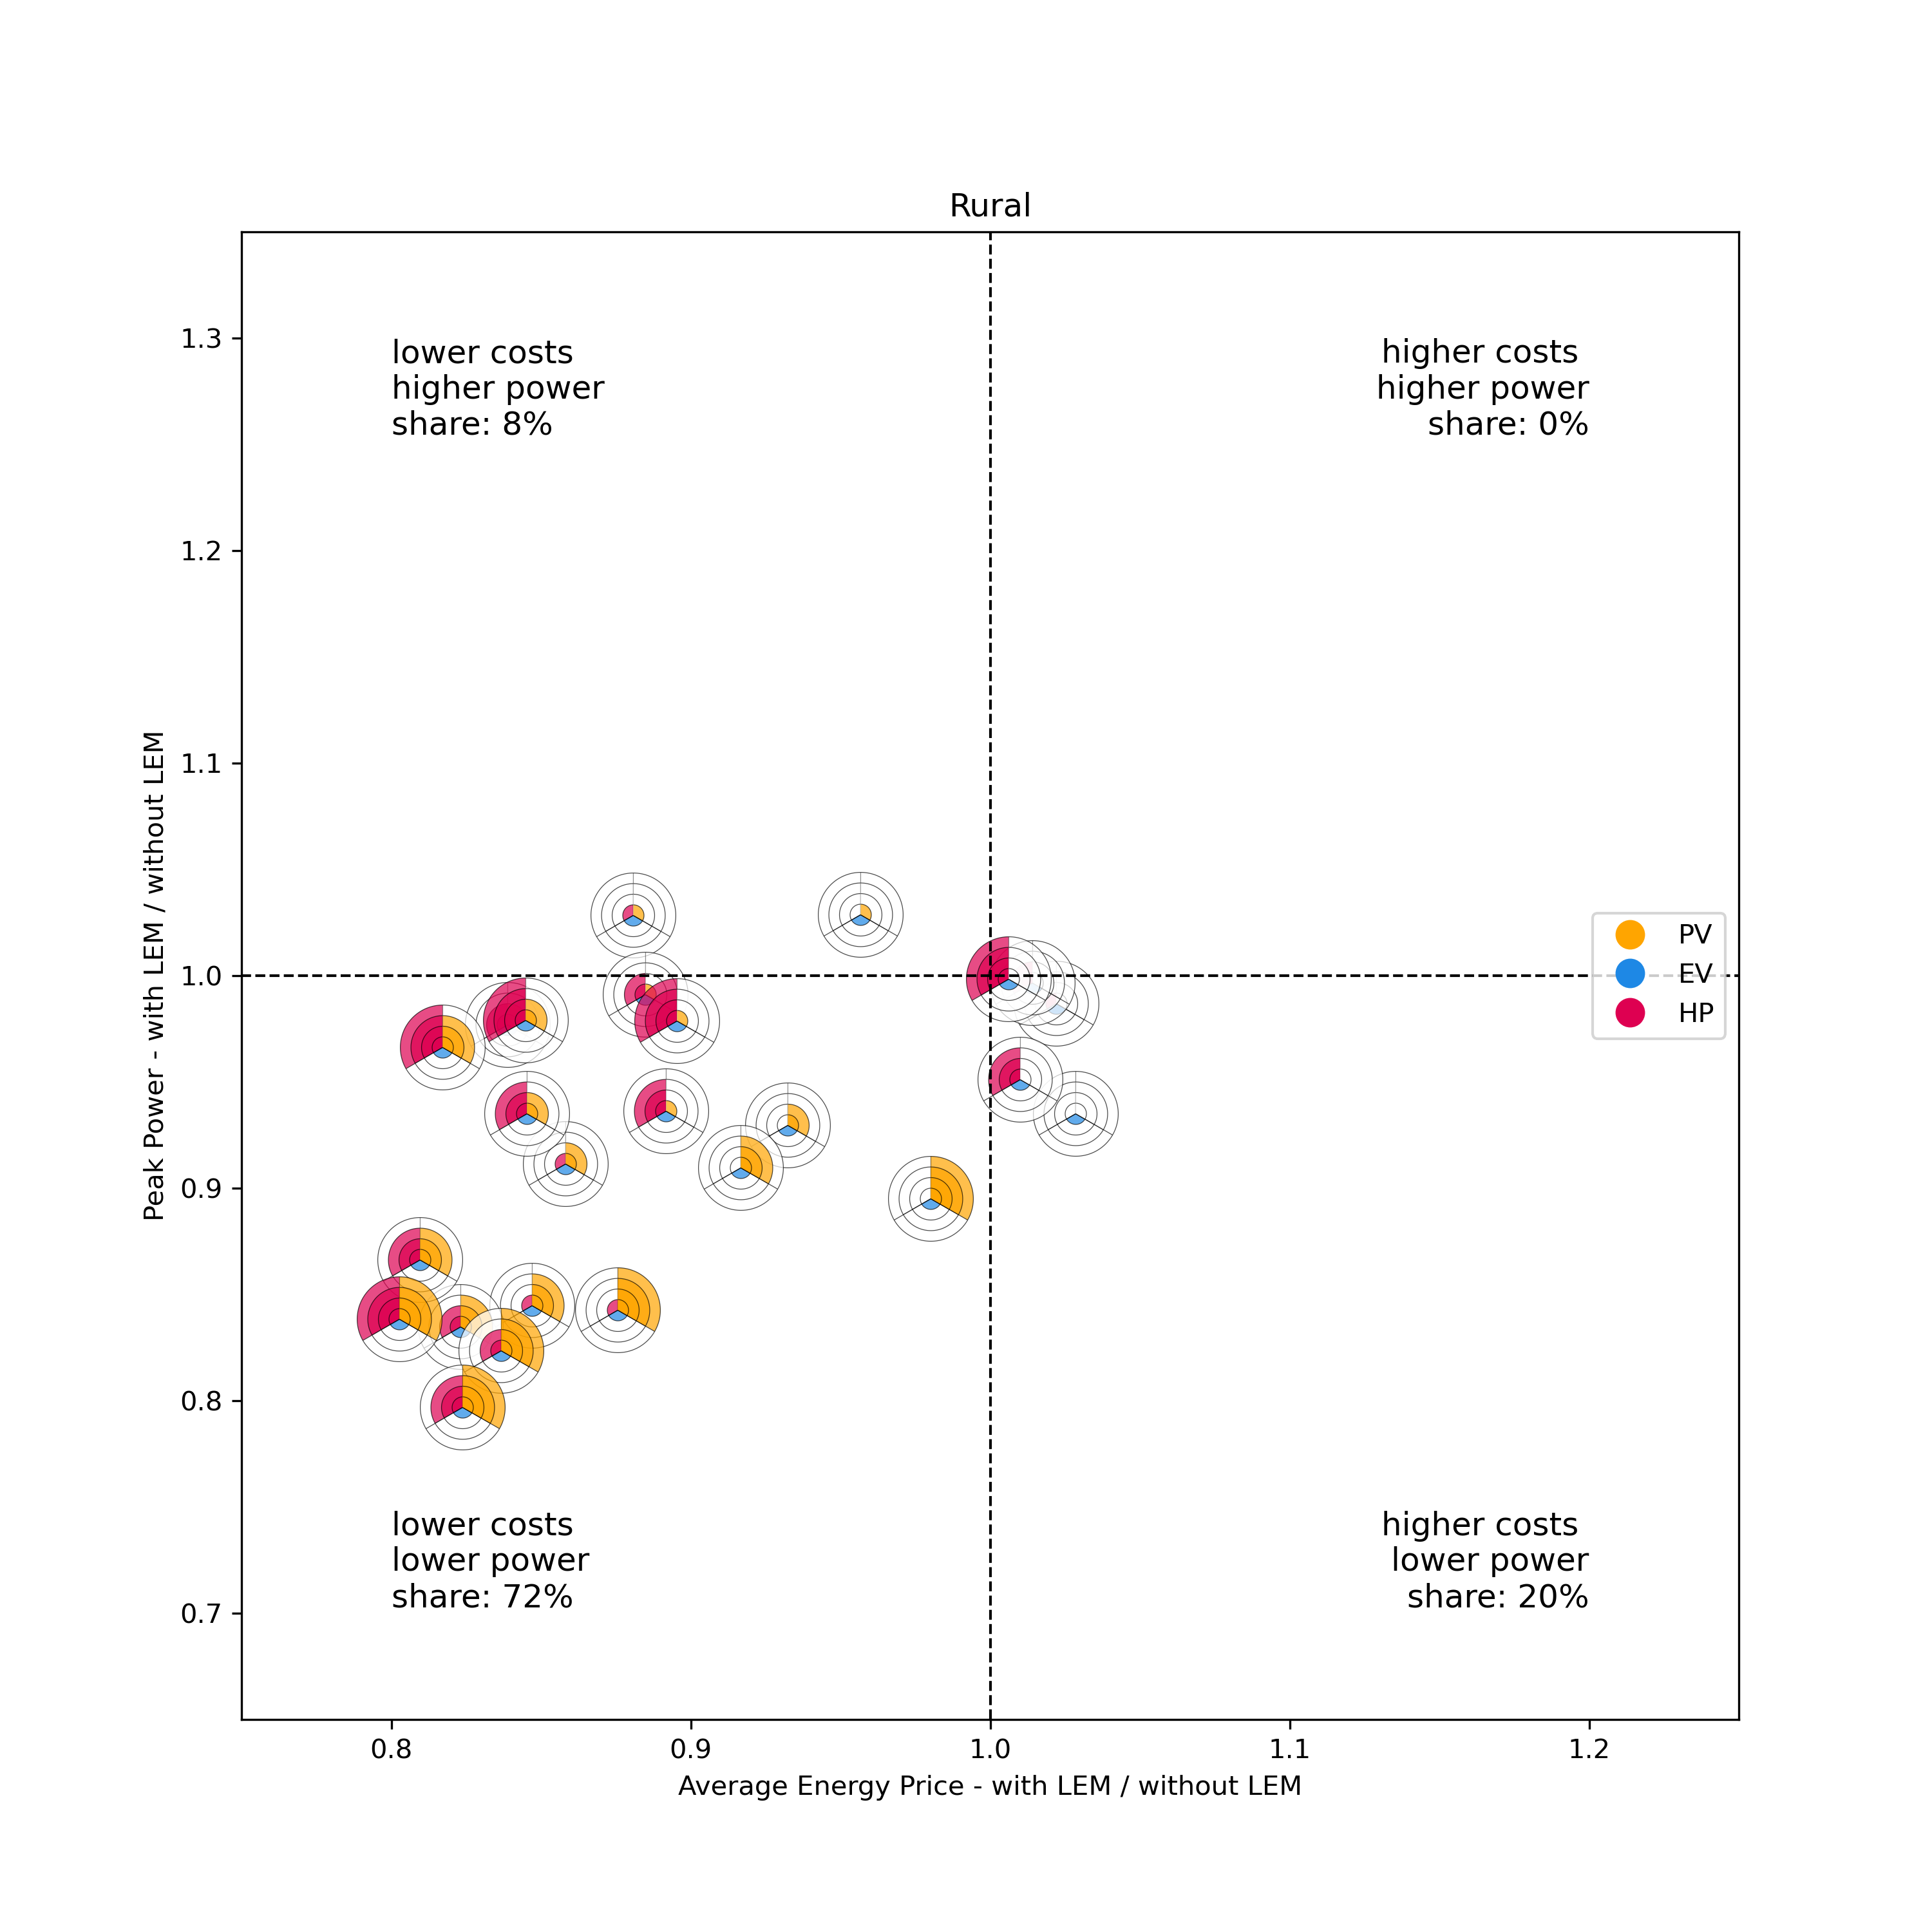 Rural
lower costs
higher power
share: 8%
higher costs
higher power
share: 0%
1.3
1.2
1.1
1.0
0.9
0.8
0.7
Peak Power - with LEM / without LEM
PV
EV
HP
lower costs
lower power
share: 72%
higher costs
lower power
share: 20%
0.8
0.9
1.0
1.1
1.2
Average Energy Price - with LEM / without LEM